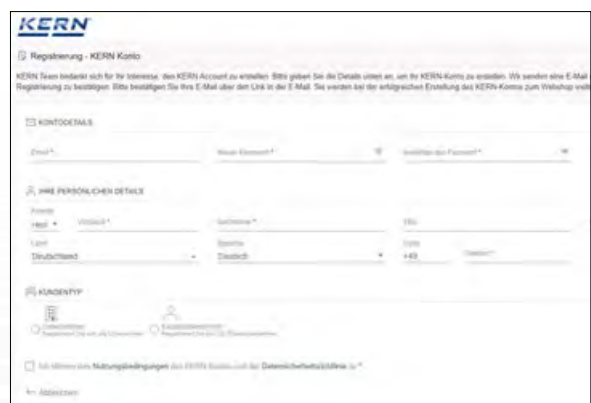 KERN
Registrierung - KERN Konto
KERN Team bedankt sich für Ihr Interesse, den KERN Account zu erstellen. Bitte geben Sie die Details unten an, um Ihr KERN-Konto zu erstellen. Wir senden eine E-Mail
Registrierung zu bestätigen. Bitte bestätigen Sie Ihre E-Mail über den Link in der E-Mail. Sie werden bei der erfolgreichen Erstellung des KERN-Kontos zum Webshop
KONTODETAILS
Email * Neues Passwort * Passwort *
IHRE PERSÖNLICHEN DETAILS
Anrede
Herr Vorname * Nachname * Titel
Land Sprache Code
Deutschland Deutsch +49 Telefon *
KUNDENTYP
Ich stimme den Nutzungsbedingungen des KERN Kontos und der Datensicherheitsrichtlinie zu *
Abbrechen